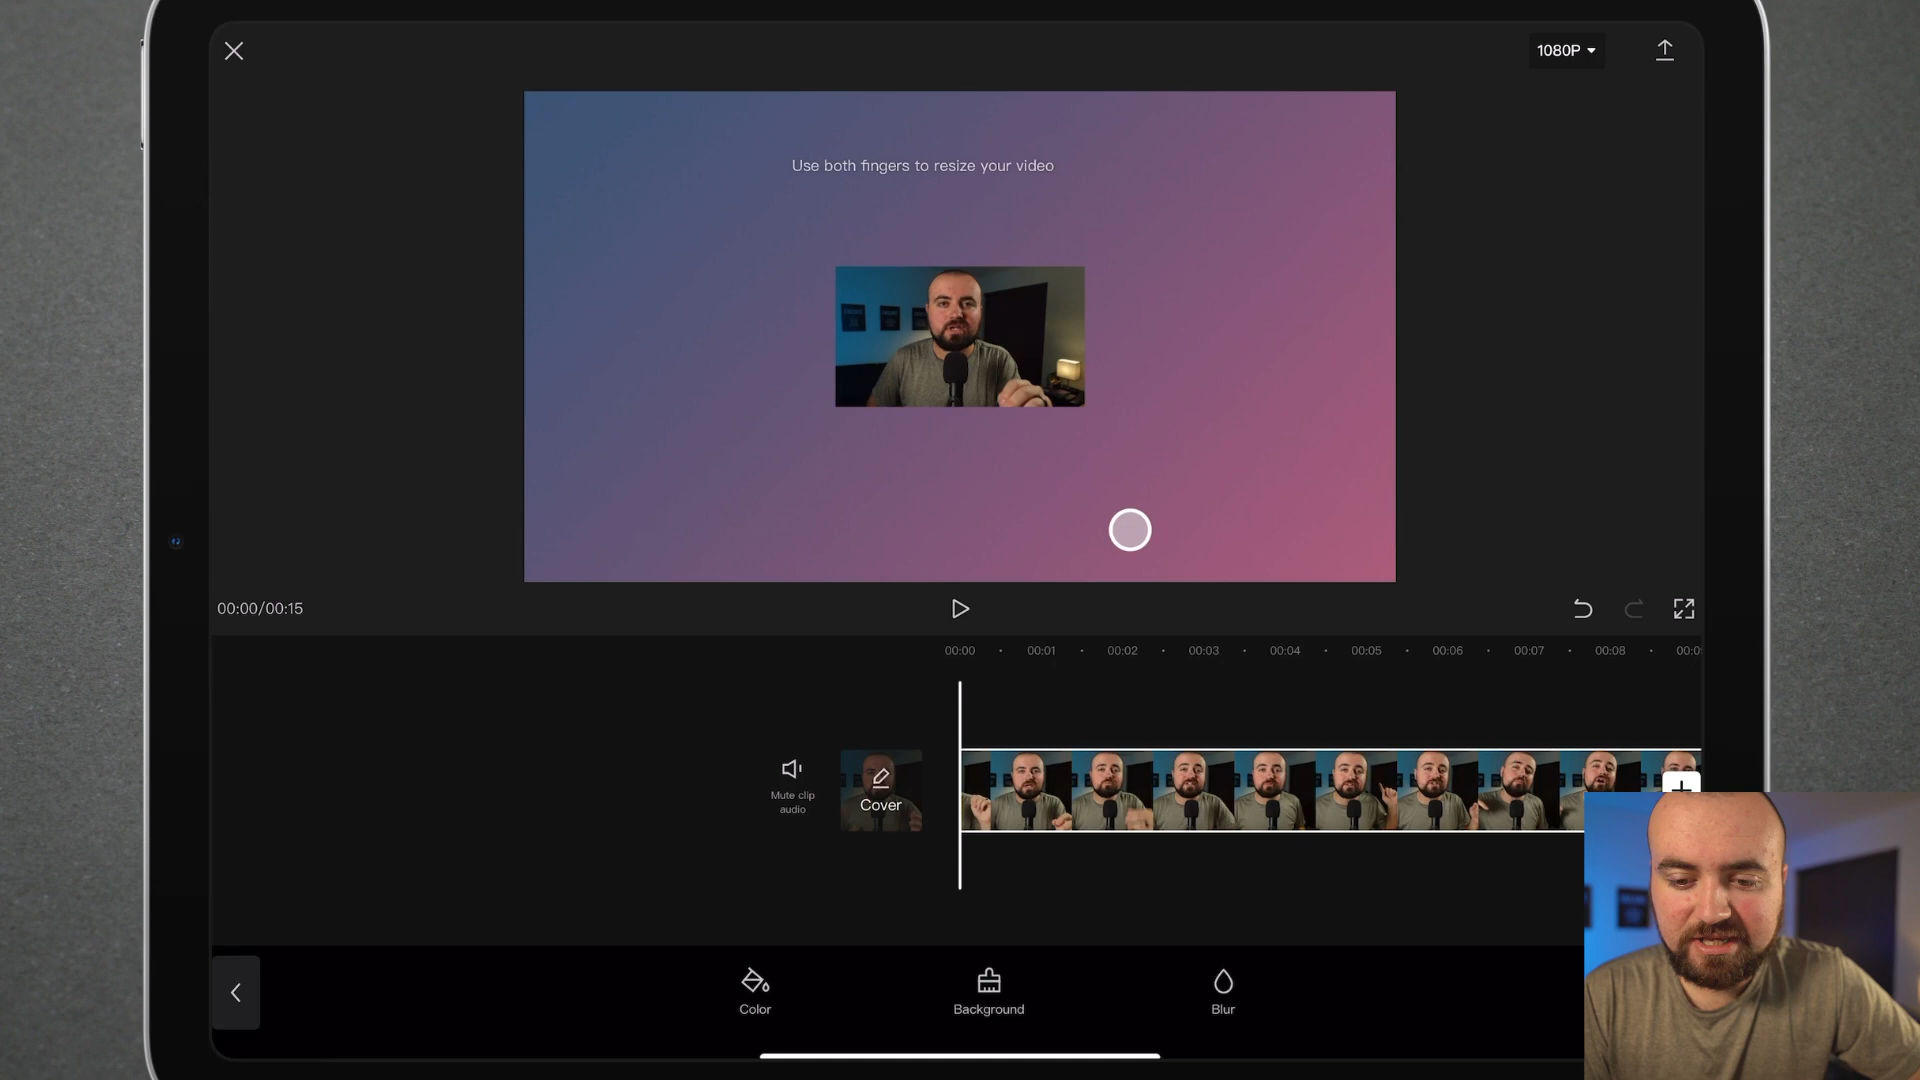 1080P
Use both fingers to resize your video
00:00/00:15
00:00 00:01 00:02 00:03 00:04 00:05 00:06 00:07 00:08
Mute clip
audio
Cover
Color
Background
Blur